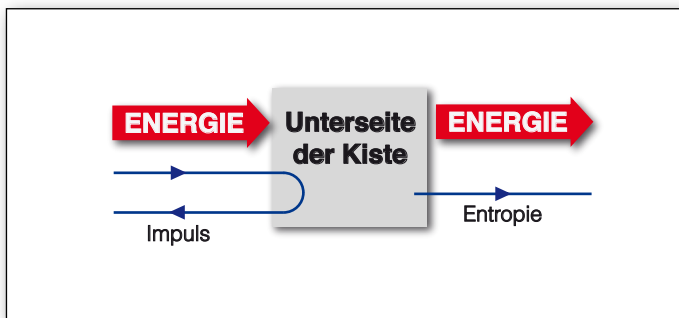 ENERGIE
Unterseite
der Kiste
ENERGIE
Impuls
Entropie